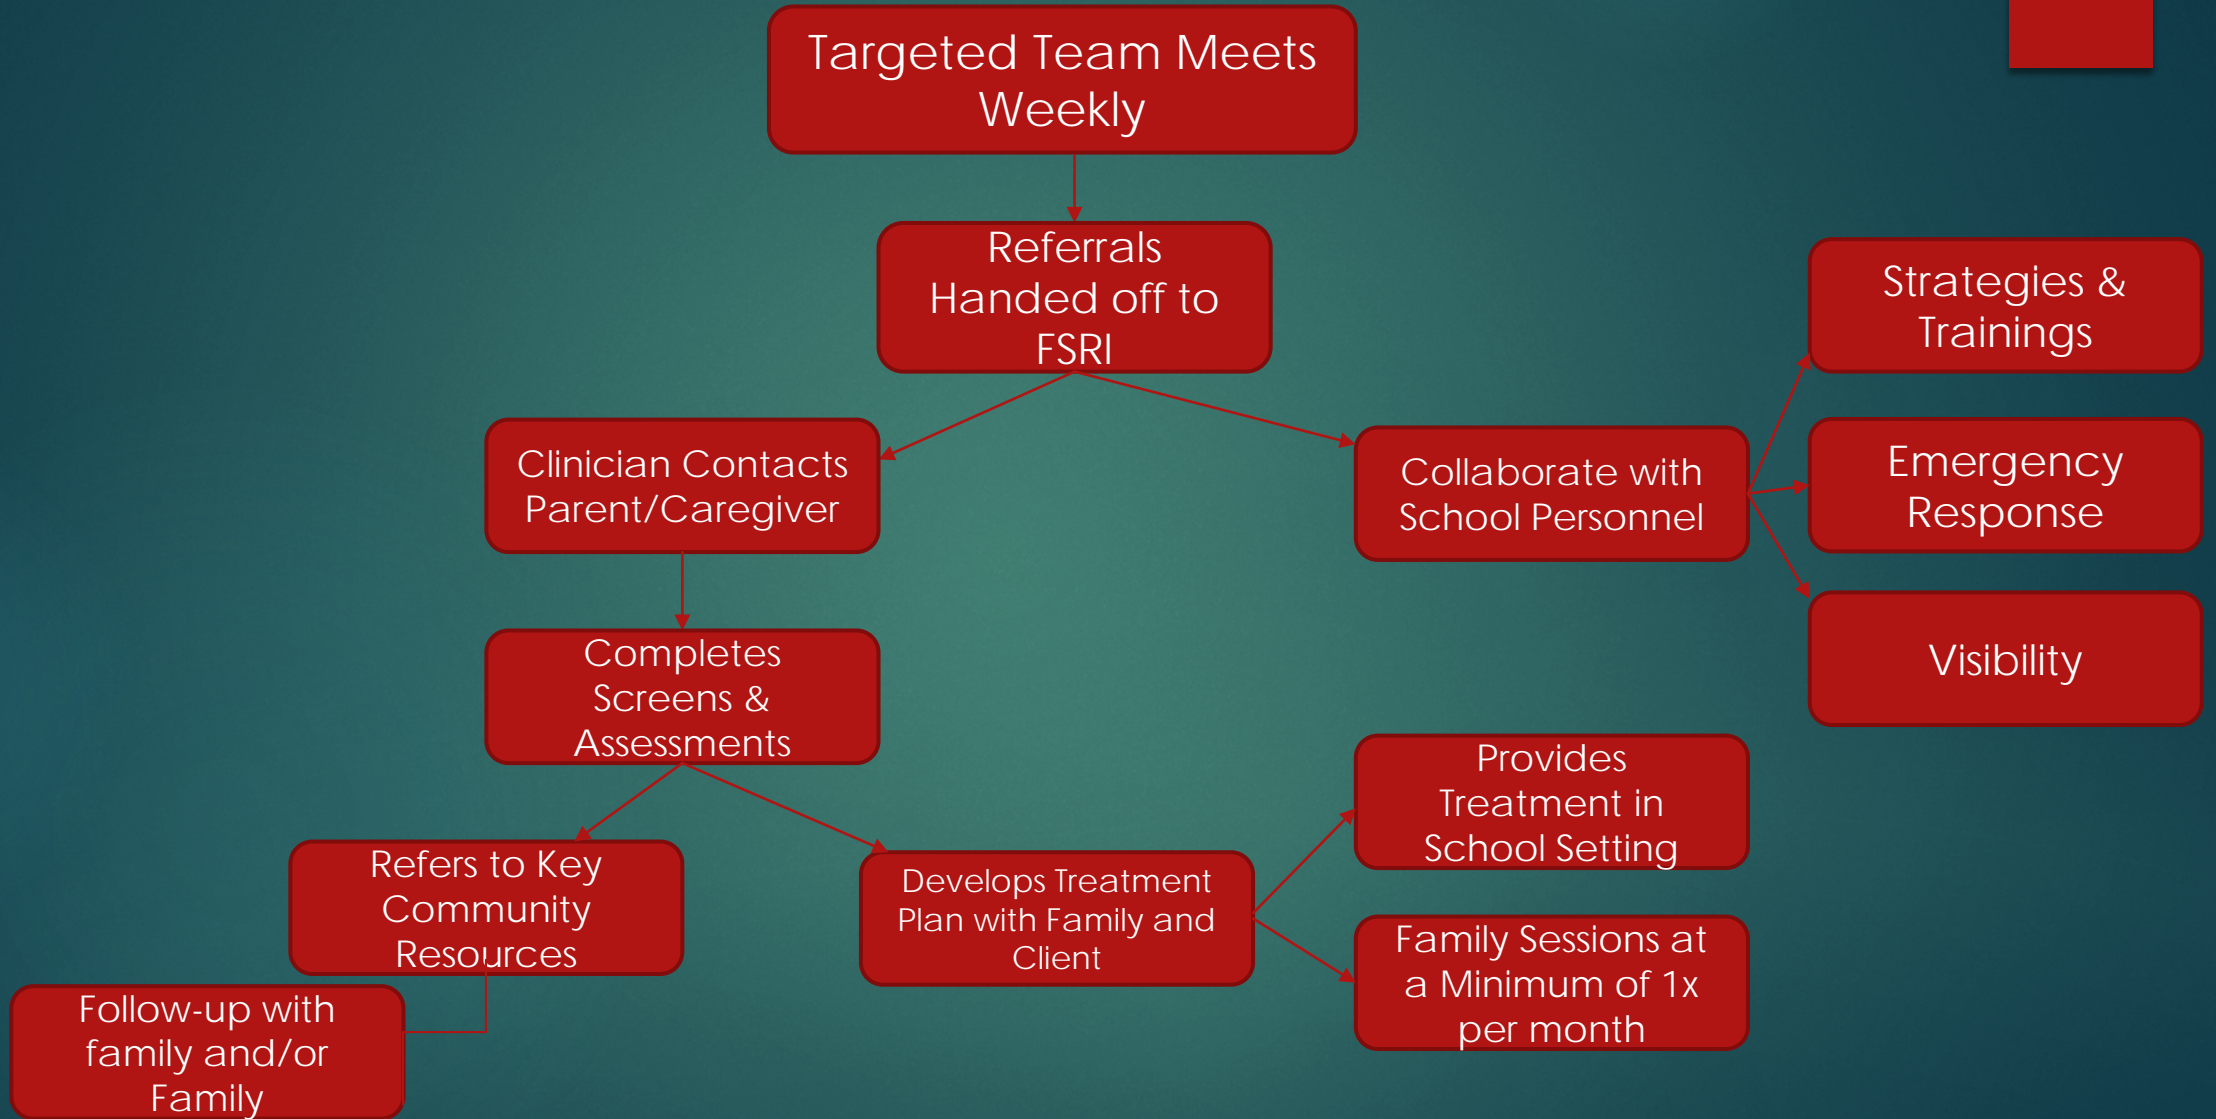 Targeted Team Meets
Weekly
Referrals
Handed off to
FSRI
Clinician Contacts
Parent/Caregiver
Collaborate with
School Personnel
Strategies &
Trainings
Emergency
Response
Visibility
Completes
Screens &
Assessments
Refers to Key
Community
Resources
Develops Treatment
Plan with Family and
Client
Provides
Treatment in
School Setting
Family Sessions at
a Minimum of 1x
per month
Follow-up with
family and/or
Family